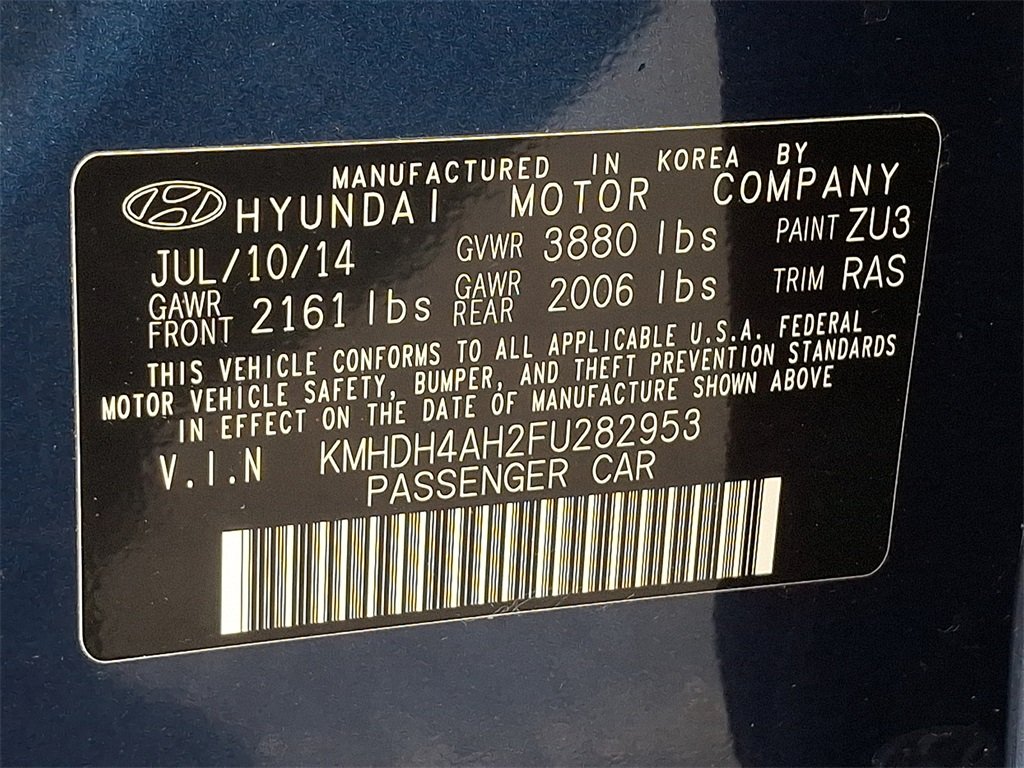 MANUFACTURED IN KOREA BY
HYUNDAI MOTOR COMPANY
JUL/10/14 GVWR 3880 lbs PAINT ZU3
GAWR FRONT 2161 lbs GAWR REAR 2006 lbs TRIM RAS
THIS VEHICLE CONFORMS TO ALL APPLICABLE U.S.A. FEDERAL
MOTOR VEHICLE SAFETY, BUMPER, AND THEFT PREVENTION STANDARDS
IN EFFECT ON THE DATE OF MANUFACTURE SHOWN ABOVE
V.I.N KMHDH4AH2FU282953
PASSENGER CAR